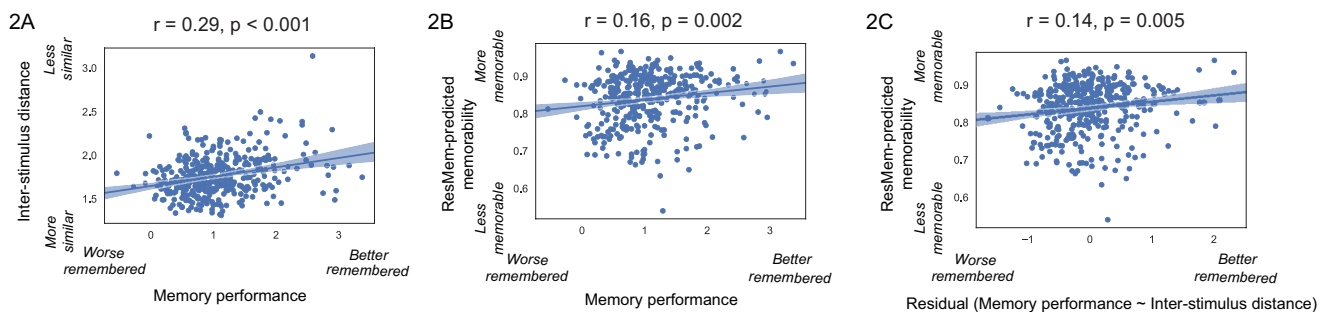 2A
r = 0.29, p < 0.001
Inter-stimulus distance
Less
similar
More
similar
3.0
2.5
2.0
1.5
0
1
2
3
Worse
remembered
Better
remembered
Memory performance
2B
r = 0.16, p = 0.002
ResMem-predicted
memorability
More
memorable
Less
memorable
0,9
0,8
0,7
0,6
0
1
2
3
Worse
remembered
Better
remembered
Memory performance
2C
r = 0.14, p = 0.005
ResMem-predicted
memorability
More
memorable
Less
memorable
0,9
0,8
0,7
0,6
−1
0
1
2
Worse
remembered
Better
remembered
Residual (Memory performance ~ Inter-stimulus distance)